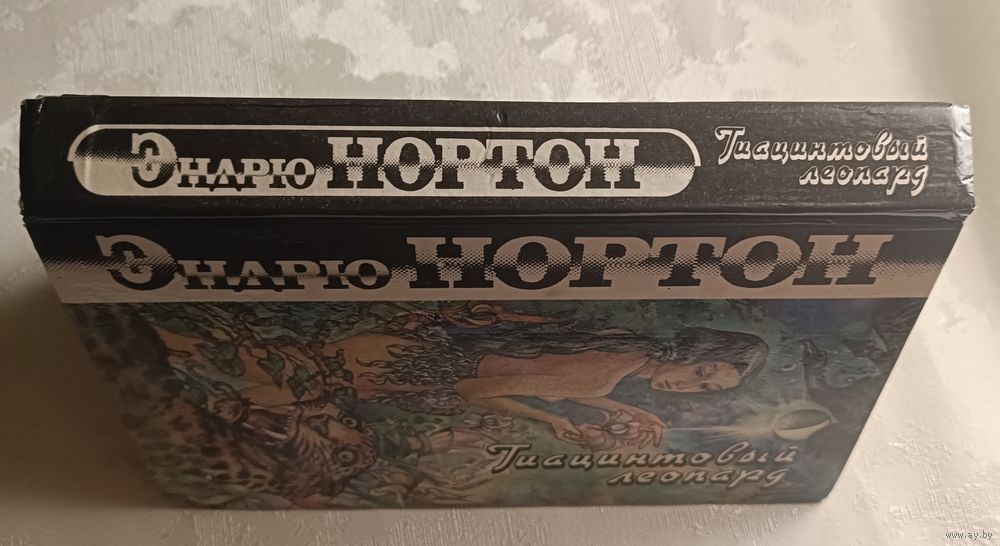 Эндрю НОРТОН
Гиацинтовый
леопард
Эндрю НОРТОН
Гиацинтовый
леопард
www.ay.by